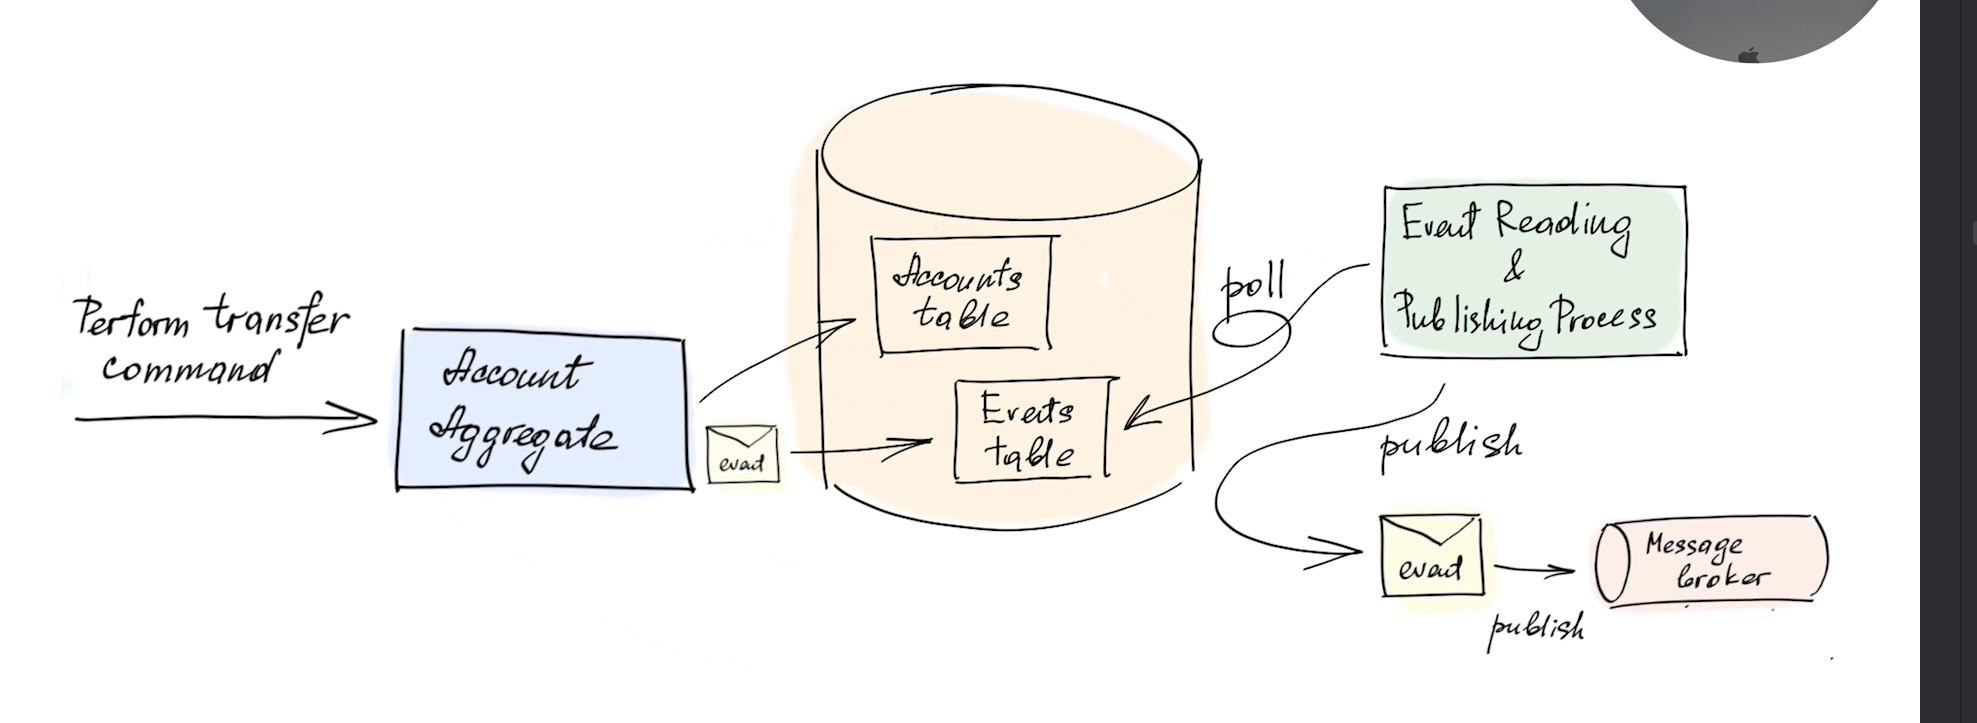 Perform transfer
command
Account
Aggregate
event
Accounts
table
Events
table
poll
Event Reading
&
Publishing Process
publish
event
publish
Message
broker